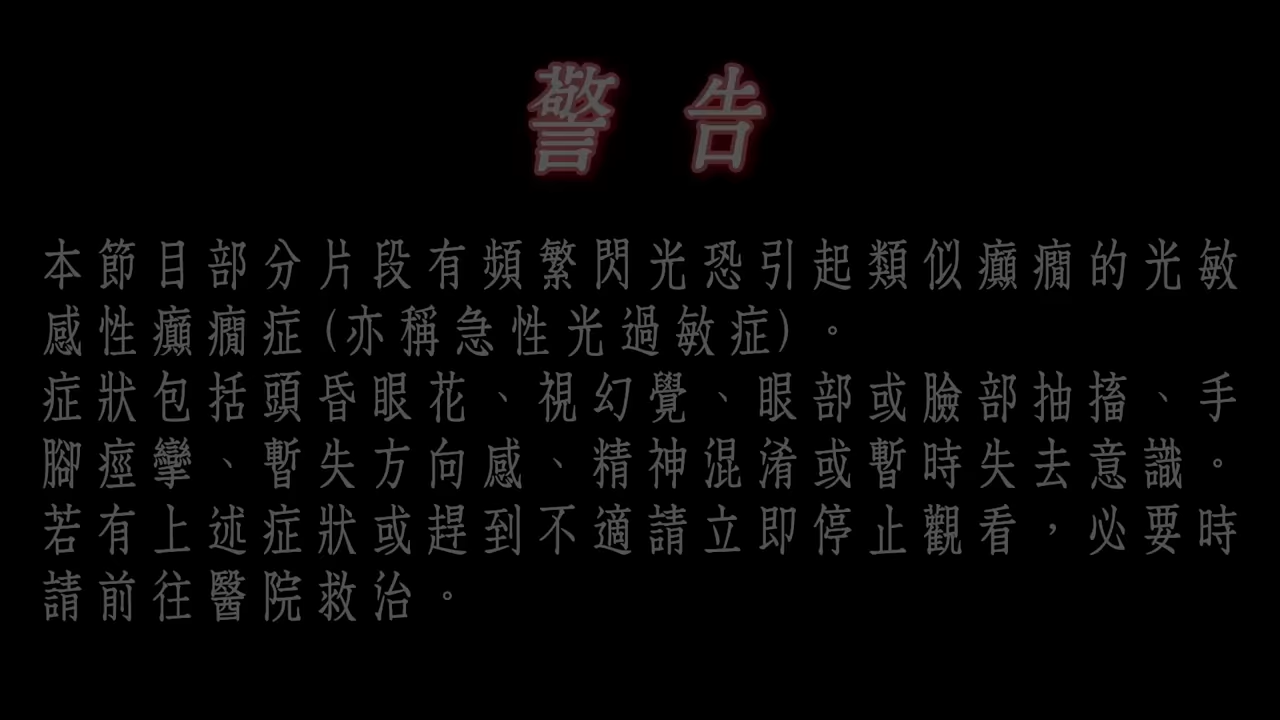 警告
本節目部分片段有頻繁閃光恐引起類似癲癇的光敏
感性癲癇症(亦稱急性光過敏症)。
症狀包括頭昏眼花、視幻覺、眼部或臉部抽搐、手
腳痙攣、暫失方向感、精神混淆或暫時失去意識。
若有上述症狀或趕到不適請立即停止觀看，必要時
請前往醫院救治。